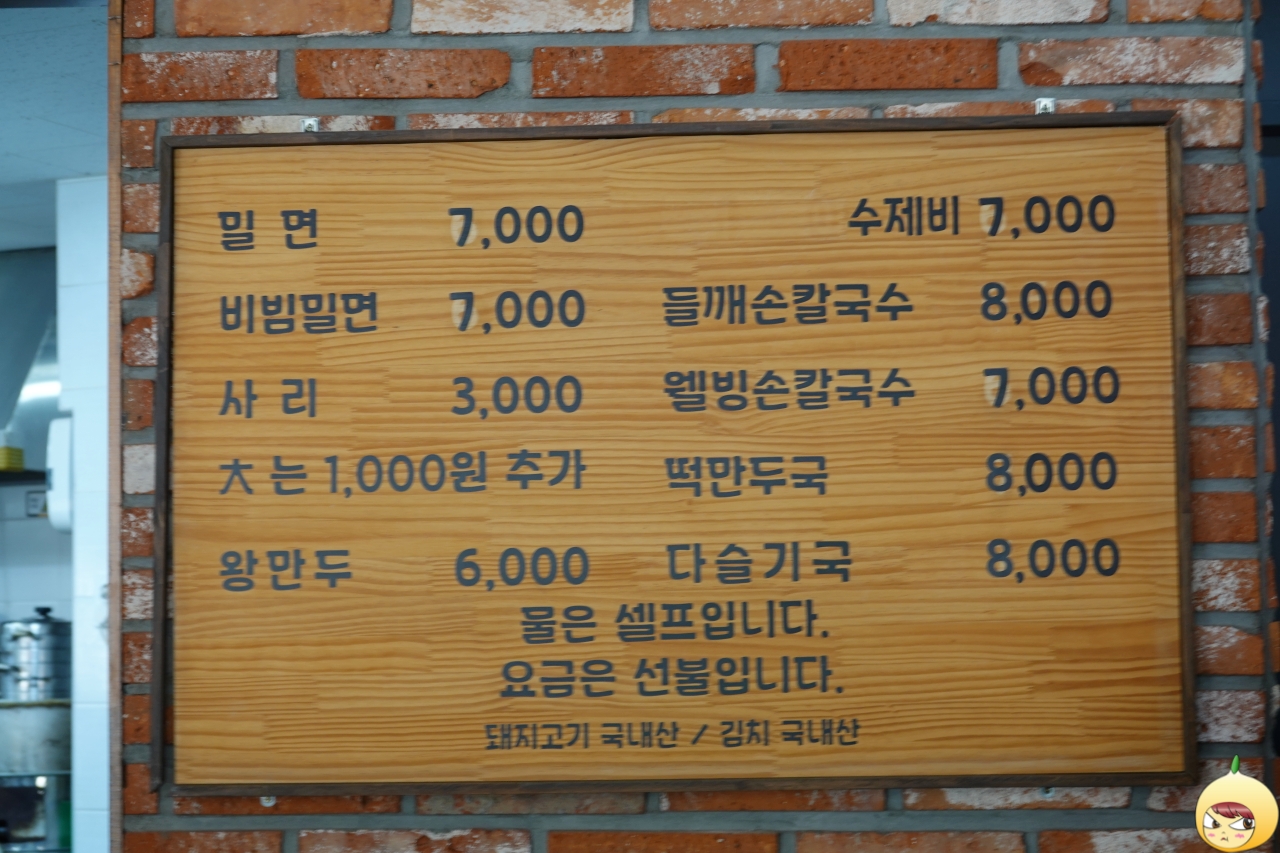 밀 면 7,000
수제비 7,000
비빔밀면 7,000
들깨손칼국수 8,000
사 리 3,000
웰빙손칼국수 7,000
大 는 1,000원 추가
떡만두국 8,000
왕만두 6,000
다슬기국 8,000
물은 셀프입니다.
요금은 선불입니다.
돼지고기 국내산 / 김치 국내산